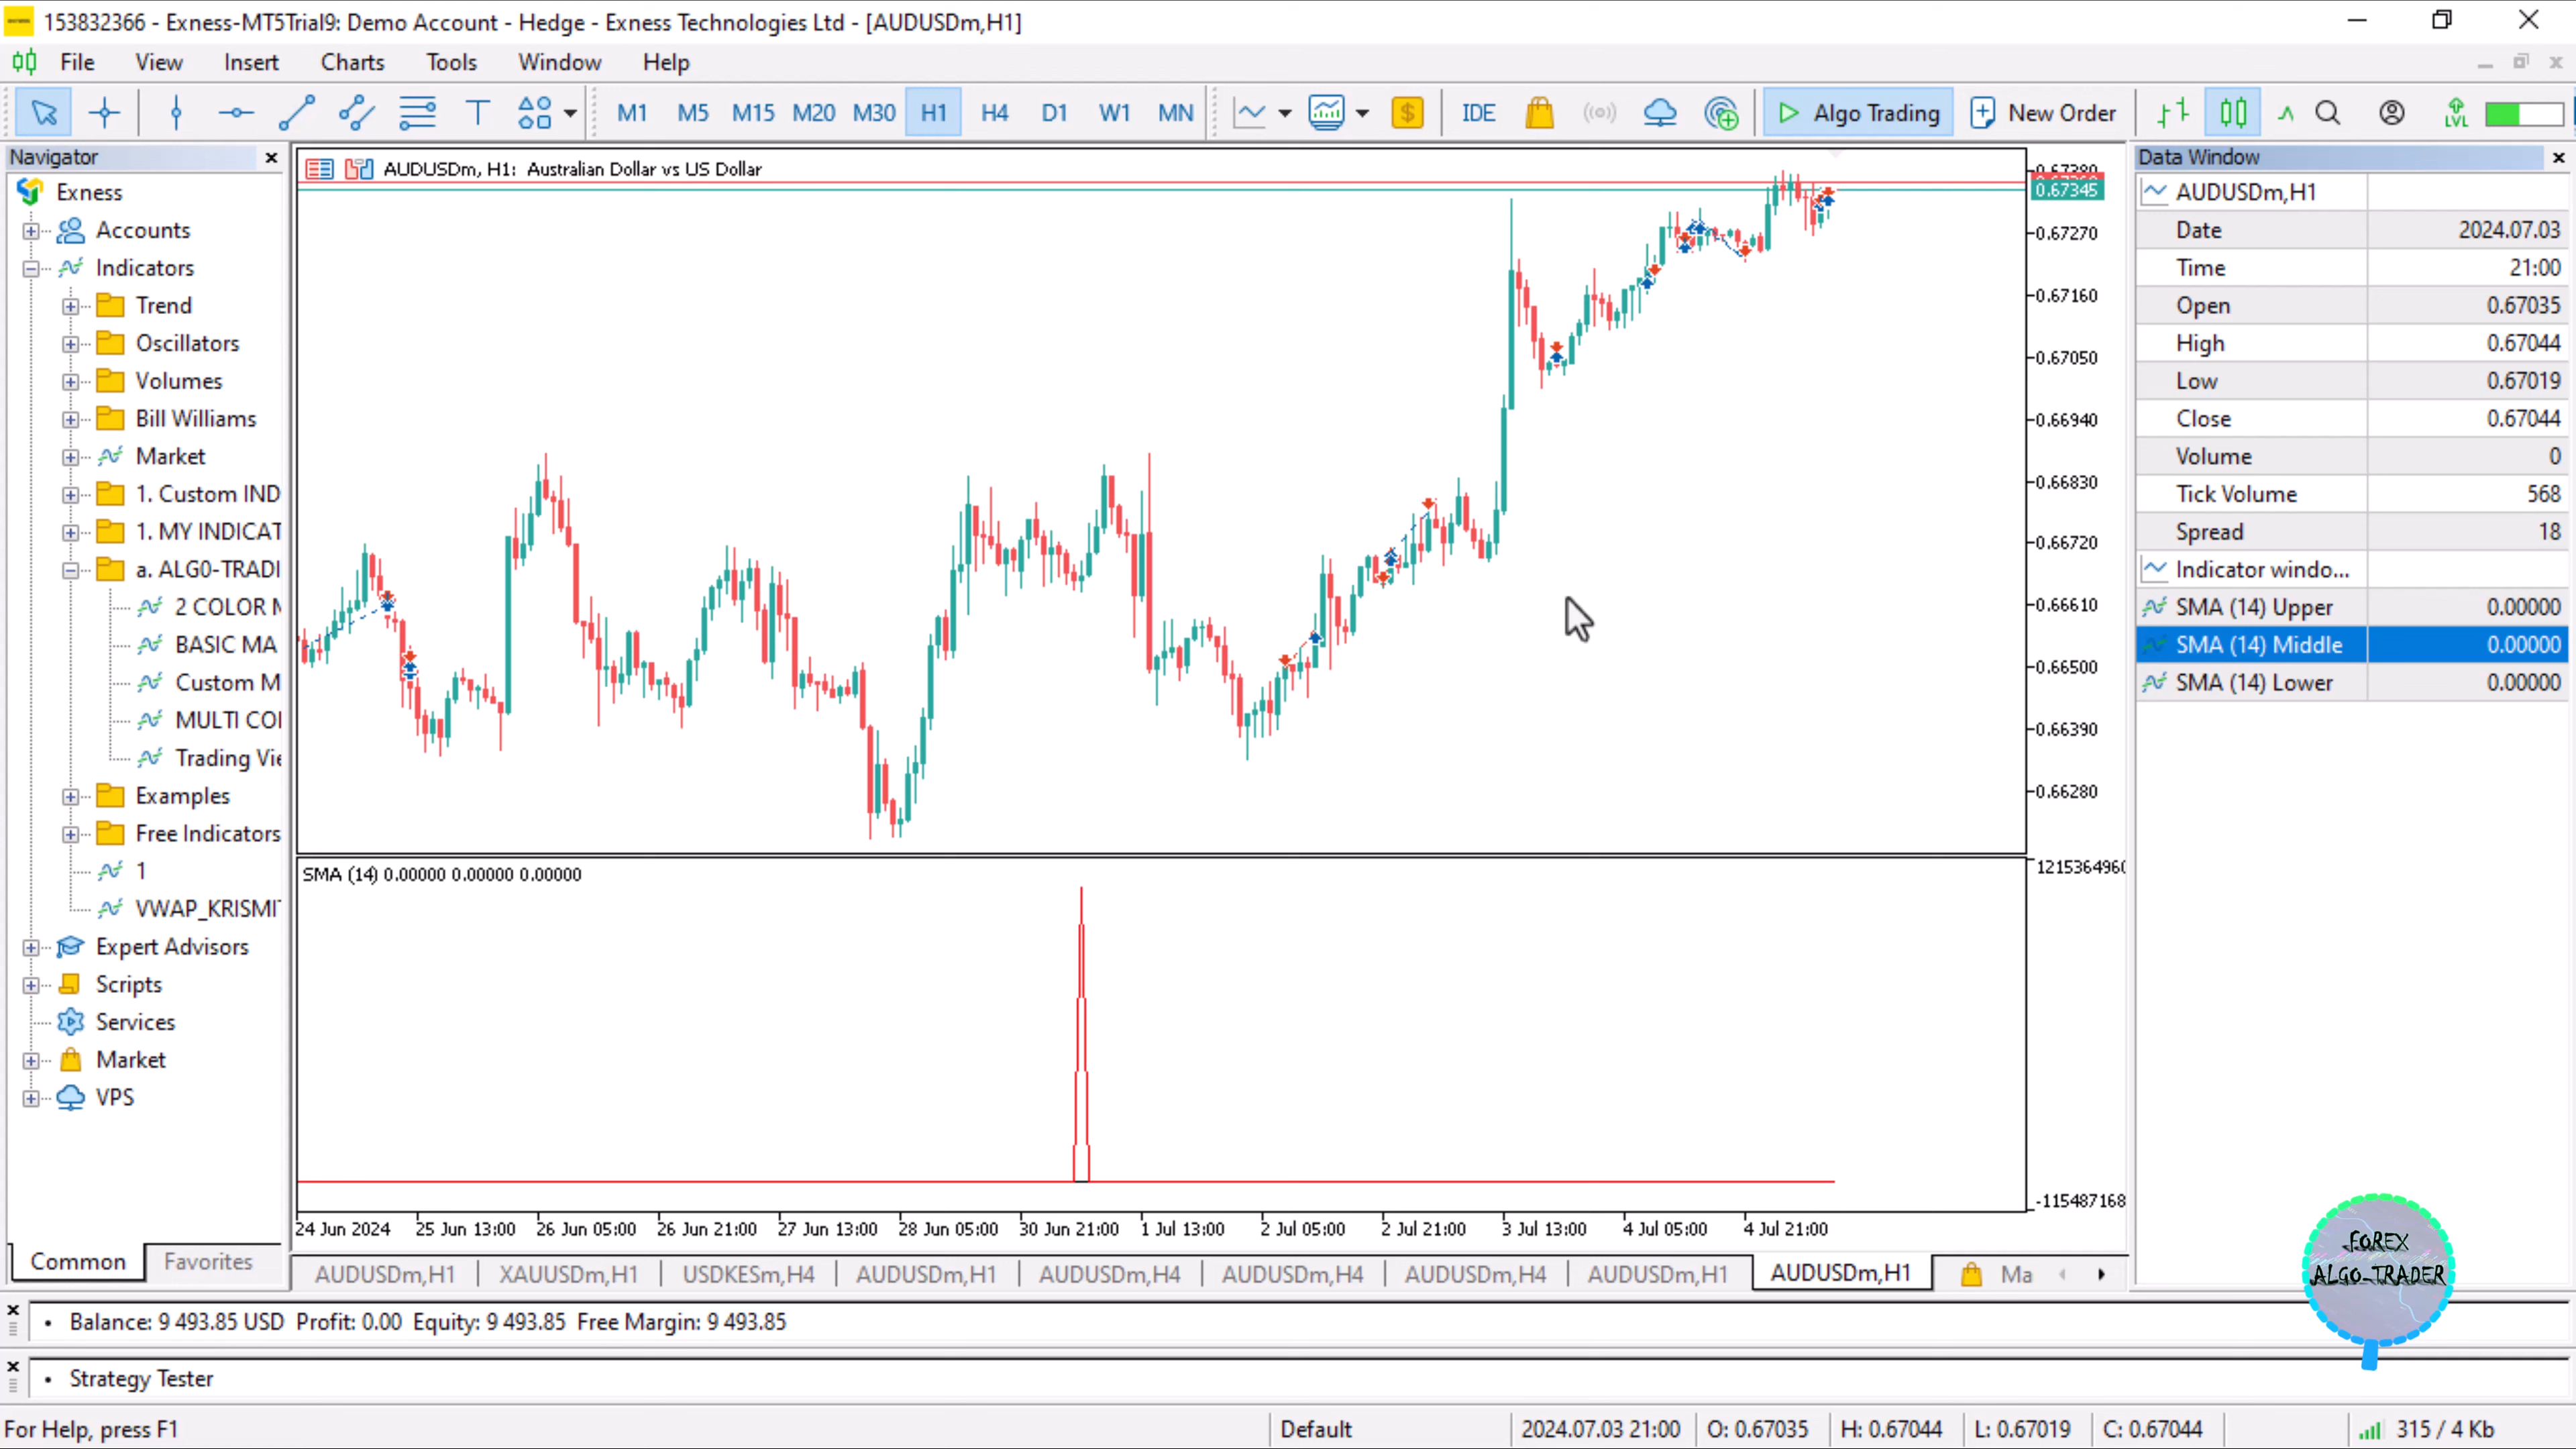 153832366 - Exness-MT5Trial9: Demo Account - Hedge - Exness Technologies Ltd - [AUDUSDm,H1]
File View Insert Charts Tools Window Help
M1 M5 M15 M20 M30 H1 H4 D1 W1 MN IDE Algo Trading New Order LVL
Navigator
Exness
Accounts
Indicators
Trend
Oscillators
Volumes
Bill Williams
Market
1. Custom IND
1. MY INDICAT
a. ALG0-TRADI
2 COLOR
BASIC MA
Custom M
MULTI
Trading
Examples
Free Indicators
1
VWAP_KRISMI
Expert Advisors
Scripts
Services
Market
VPS
Common Favorites
AUDUSDm, H1: Australian Dollar vs US Dollar
0.67345
0.67270
0.67160
0.67050
0.66940
0.66830
0.66720
0.66610
0.66500
0.66390
0.66280
SMA (14) 0.00000 0.00000 0.00000
-115487168
24 Jun 2024 25 Jun 13:00 26 Jun 05:00 26 Jun 21:00 27 Jun 13:00 28 Jun 05:00 30 Jun 21:00 1 Jul 13:00 2 Jul 05:00 2 Jul 21:00 3 Jul 13:00 4 Jul 05:00 4 Jul 21:00
AUDUSDm,H1 XAUUSDm,H1 USDKESm,H4 AUDUSDm,H1 AUDUSDm,H4 AUDUSDm,H4 AUDUSDm,H4 AUDUSDm,H1 AUDUSDm,H1 Ma
Data Window
AUDUSDm,H1
Date 2024.07.03
Time 21:00
Open 0.67035
High 0.67044
Low 0.67019
Close 0.67044
Volume 0
Tick Volume 568
Spread 18
Indicator windo...
SMA (14) Upper 0.00000
SMA (14) Middle 0.00000
SMA (14) Lower 0.00000
FOREX
ALGO_TRADER
• Balance: 9 493.85 USD Profit: 0.00 Equity: 9 493.85 Free Margin: 9 493.85
• Strategy Tester
For Help, press F1 Default 2024.07.03 21:00 O: 0.67035 H: 0.67044 L: 0.67019 C: 0.67044 315 / 4 Kb